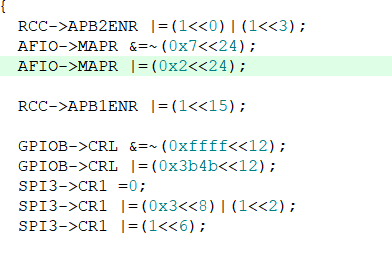 {
RCC->APB2ENR |=(1<<0)|(1<<3);
AFIO->MAPR &=~(0x7<<24);
AFIO->MAPR |=(0x2<<24);
RCC->APB1ENR |=(1<<15);
GPIOB->CRL &=~(0xffff<<12);
GPIOB->CRL |=(0x3b4b<<12);
SPI3->CR1 =0;
SPI3->CR1 |=(0x3<<8)|(1<<2);
SPI3->CR1 |=(1<<6);